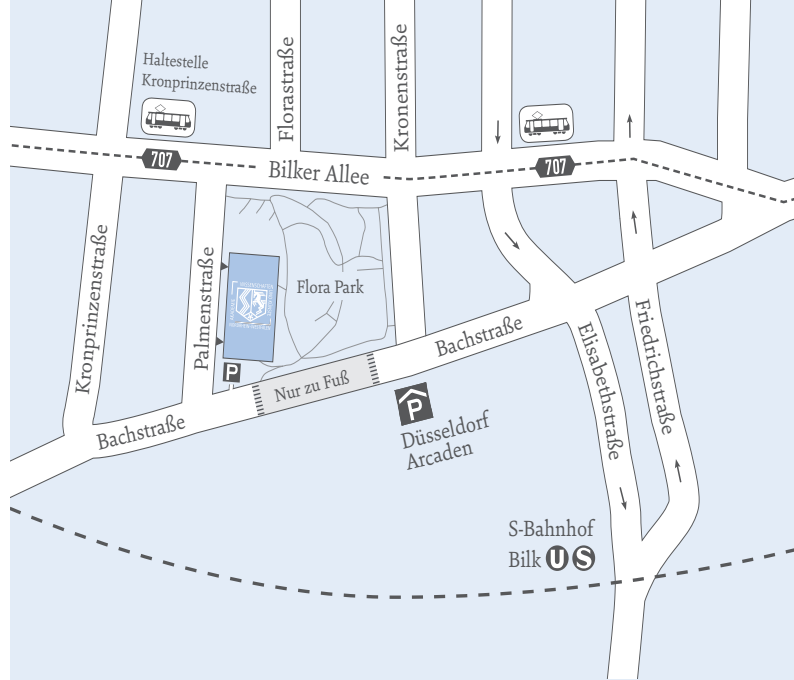 Haltestelle
Kronprinzenstraße
Florastraße
Kronenstraße
707
707
Bilker Allee
Kronprinzenstraße
Palmenstraße
Flora Park
P
Nur zu Fuß
Bachstraße
Bachstraße
P
Düsseldorf
Arcaden
Elisabethstraße
Friedrichstraße
S-Bahnhof
Bilk U S